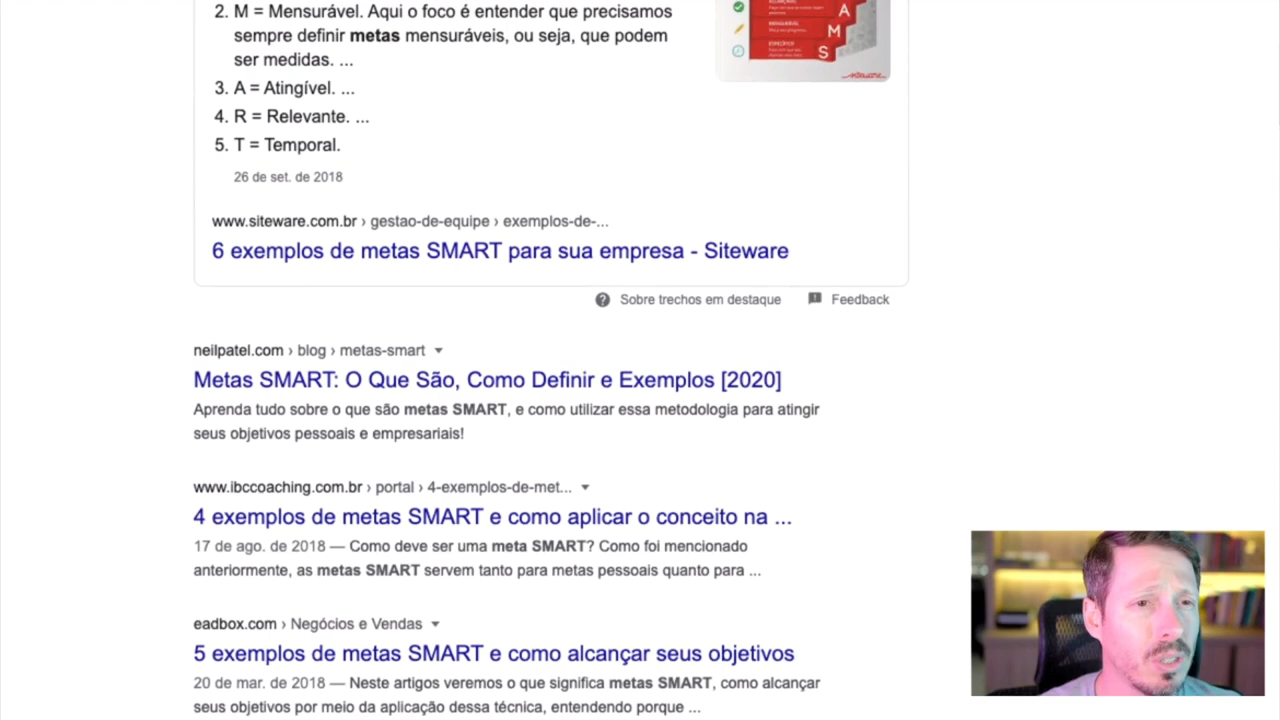 2. M = Mensurável. Aqui o foco é entender que precisamos
sempre definir metas mensuráveis, ou seja, que podem
ser medidas. ...
3. A = Atingível. ...
4. R = Relevante. ...
5. T = Temporal.
26 de set. de 2018
A
M
S
www.siteware.com.br › gestao-de-equipe › exemplos-de-...
6 exemplos de metas SMART para sua empresa - Siteware
Sobre trechos em destaque
Feedback
neilpatel.com › blog › metas-smart
Metas SMART: O Que São, Como Definir e Exemplos [2020]
Aprenda tudo sobre o que são metas SMART, e como utilizar essa metodologia para atingir
seus objetivos pessoais e empresariais!
www.ibccoaching.com.br › portal › 4-exemplos-de-met...
4 exemplos de metas SMART e como aplicar o conceito na ...
17 de ago. de 2018 — Como deve ser uma meta SMART? Como foi mencionado
anteriormente, as metas SMART servem tanto para metas pessoais quanto para ...
eadbox.com › Negócios e Vendas
5 exemplos de metas SMART e como alcançar seus objetivos
20 de mar. de 2018 — Neste artigos veremos o que significa metas SMART, como alcançar
seus objetivos por meio da aplicação dessa técnica, entendendo porque ...